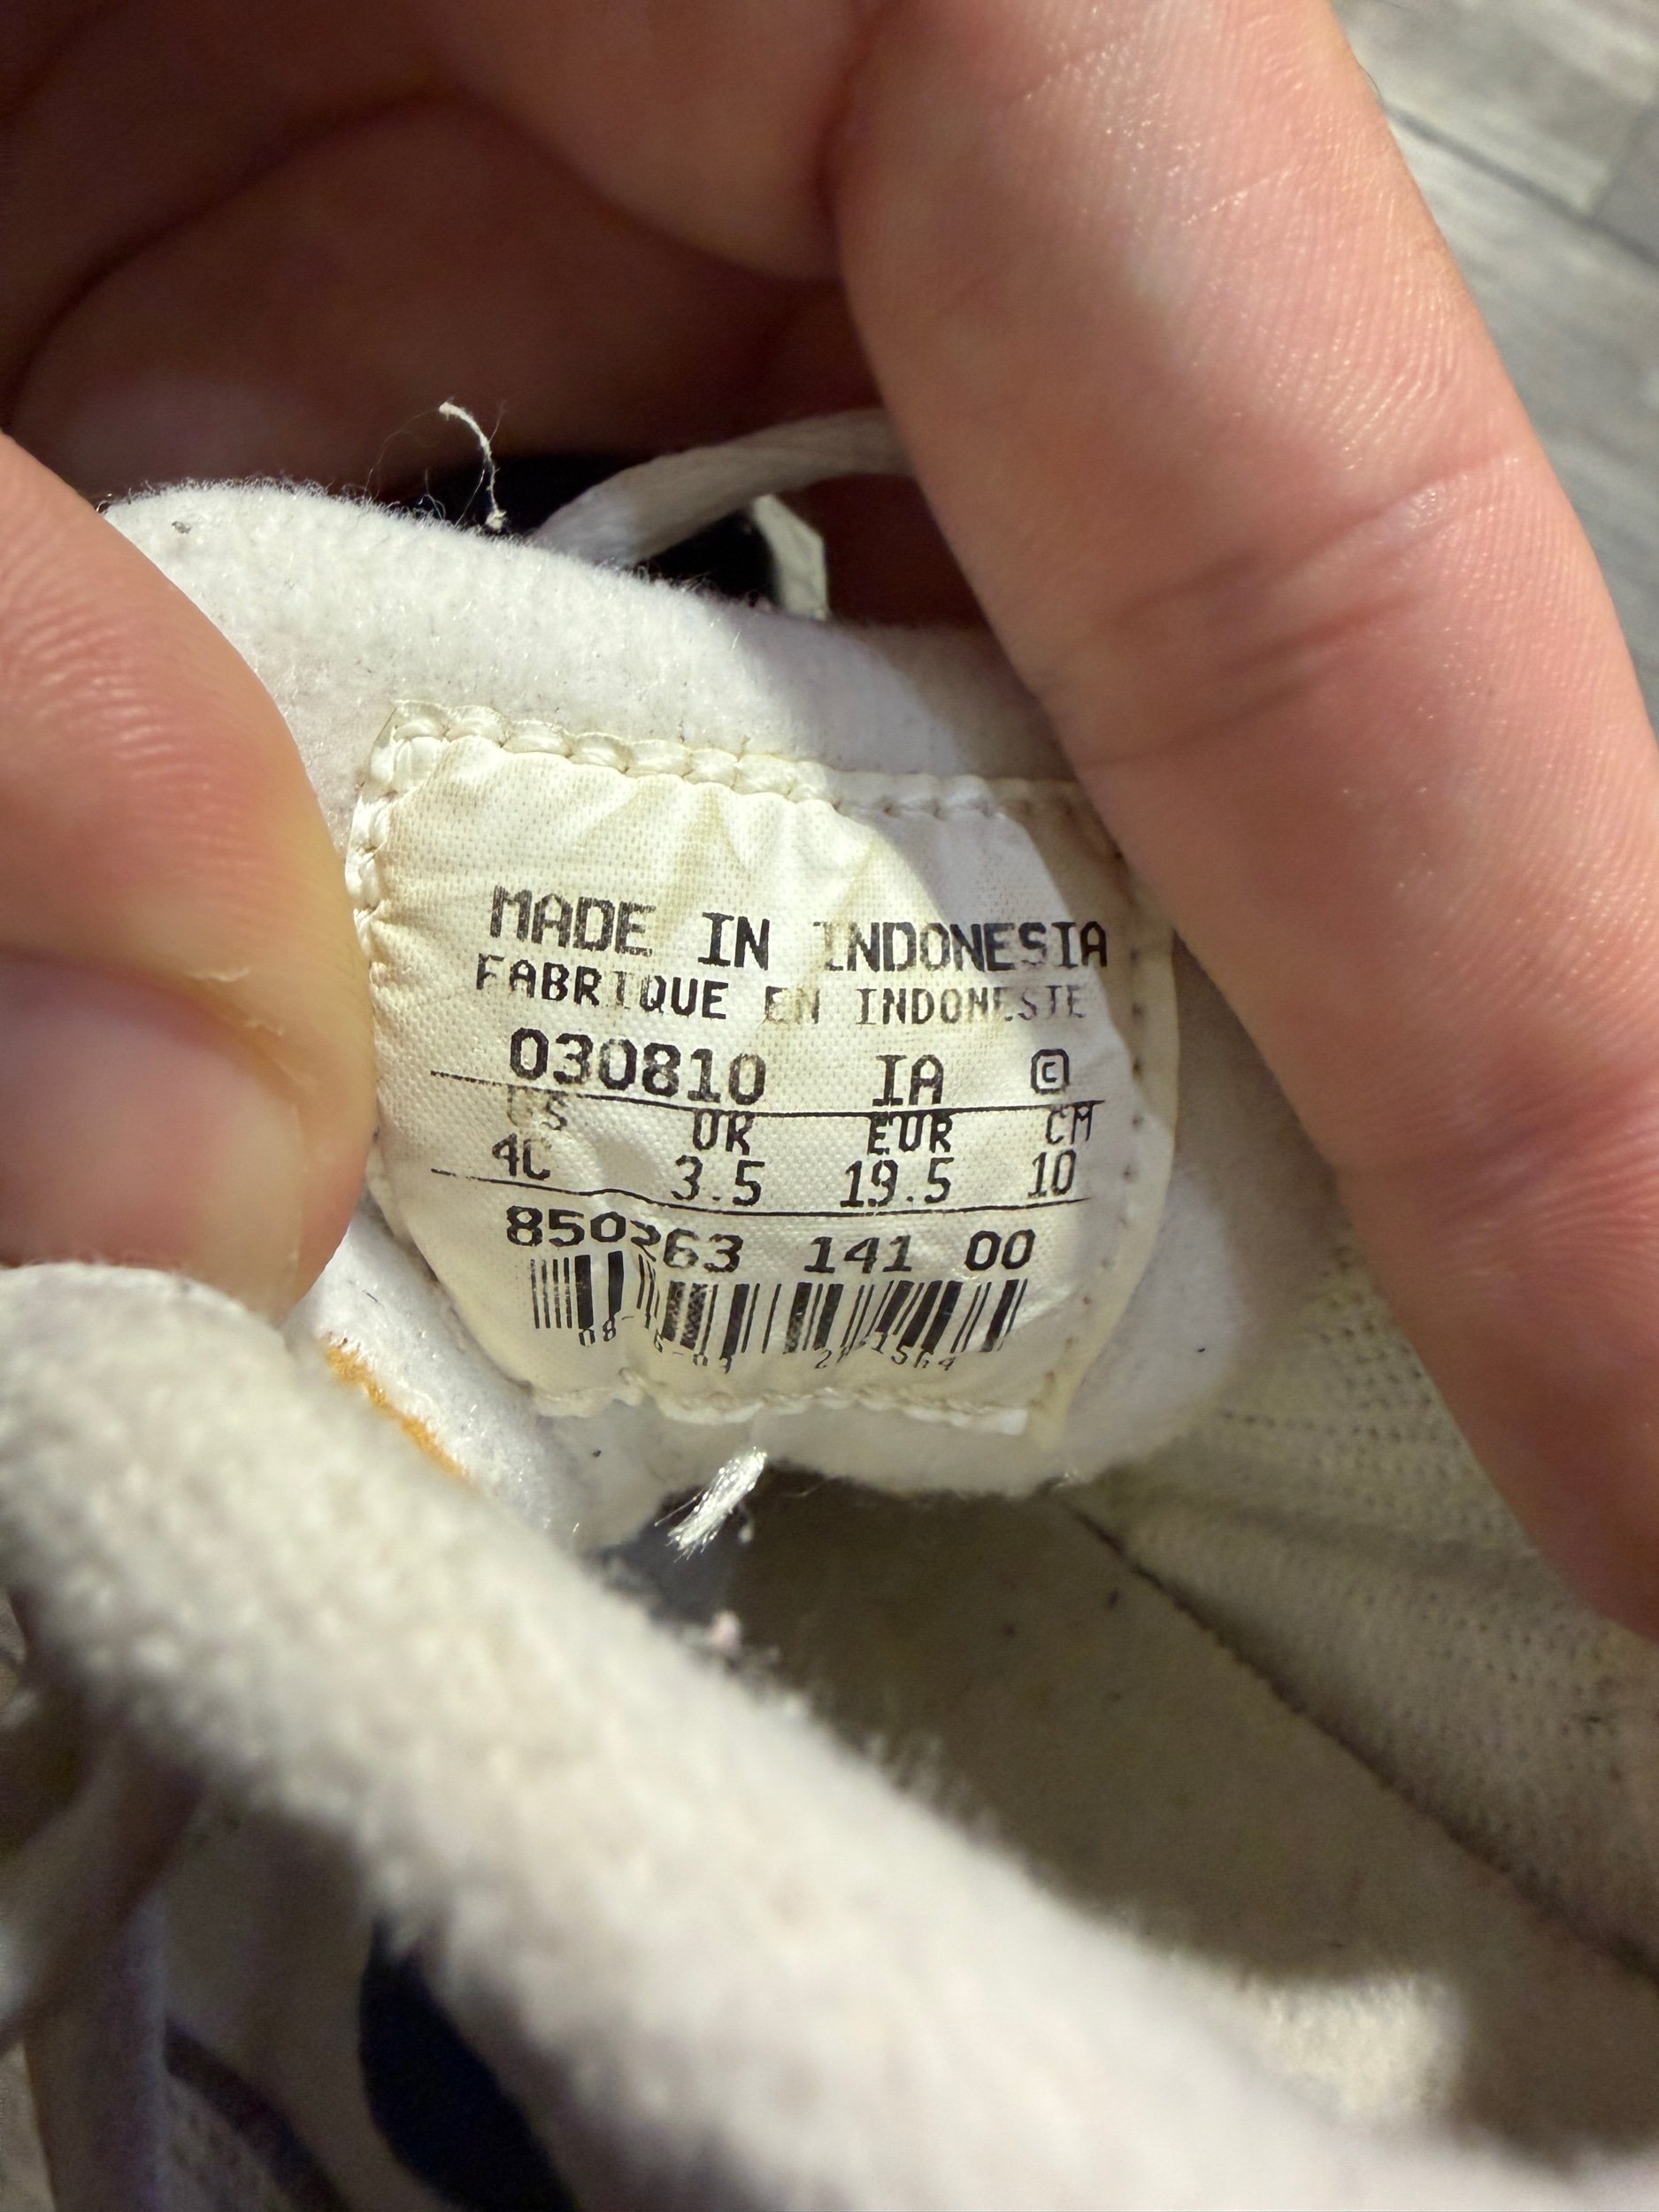 MADE IN INDONESIA
FABRIQUE EN INDONESIE
030810 IA ©
US UK EUR CM
4C 3.5 19.5 10
141 00